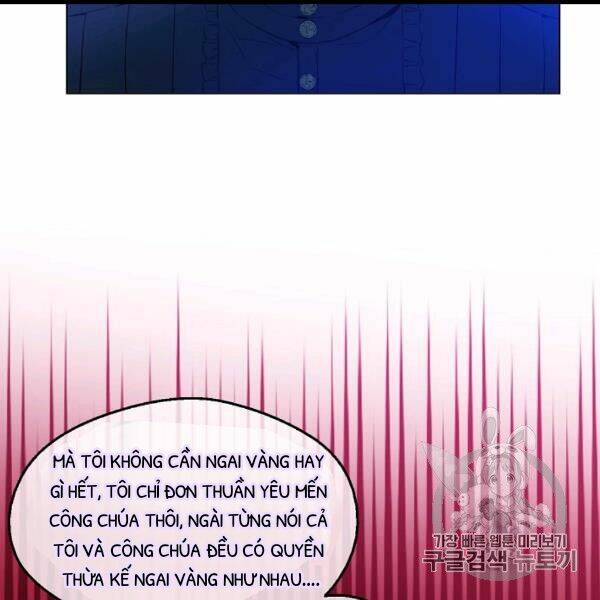 MÀ TÔI KHÔNG CẦN NGAI VÀNG HAY
GÌ HẾT, TÔI CHỈ ĐƠN THUẦN YÊU MẾN
CÔNG CHÚA THÔI, NGÀI TỪNG NÓI CẢ
TÔI VÀ CÔNG CHÚA ĐỀU CÓ QUYỀN
THỪA KẾ NGAI VÀNG NHƯ NHAU....
가장 빠른 웹툰 미리보기
구글검색 뉴토끼